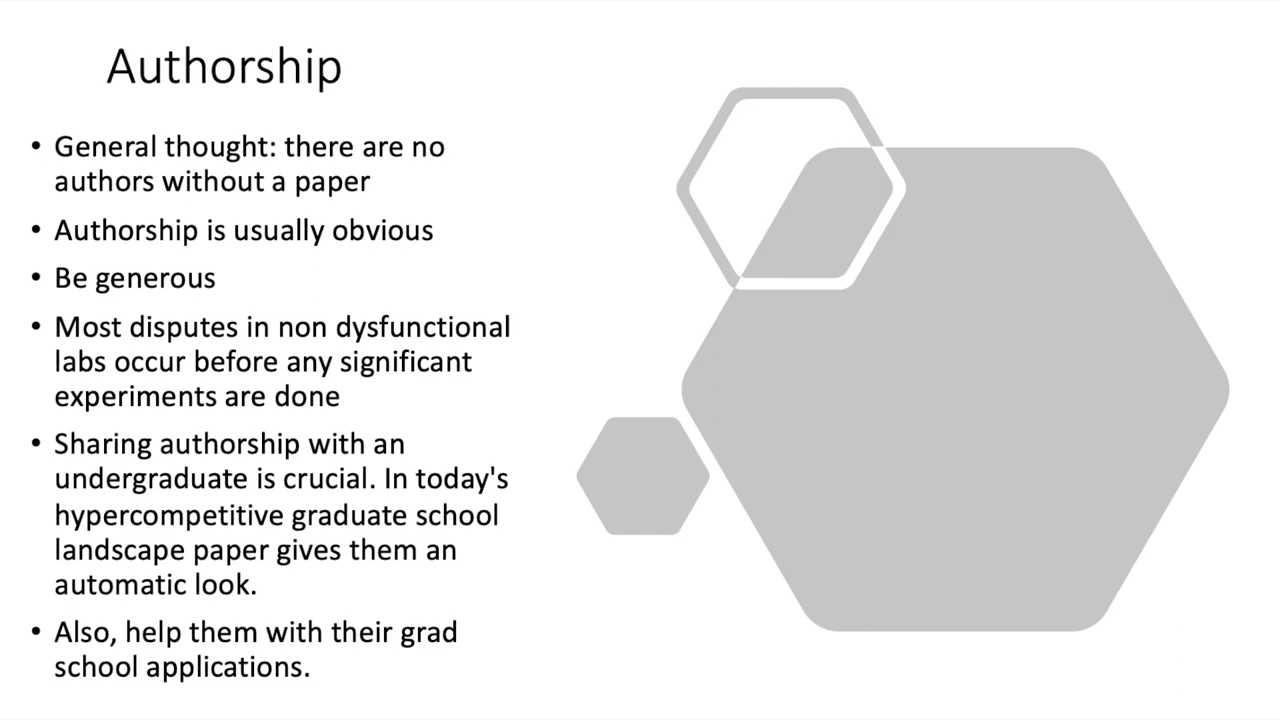 Authorship
• General thought: there are no
authors without a paper
• Authorship is usually obvious
• Be generous
• Most disputes in non dysfunctional
labs occur before any significant
experiments are done
• Sharing authorship with an
undergraduate is crucial. In today's
hypercompetitive graduate school
landscape paper gives them an
automatic look.
• Also, help them with their grad
school applications.